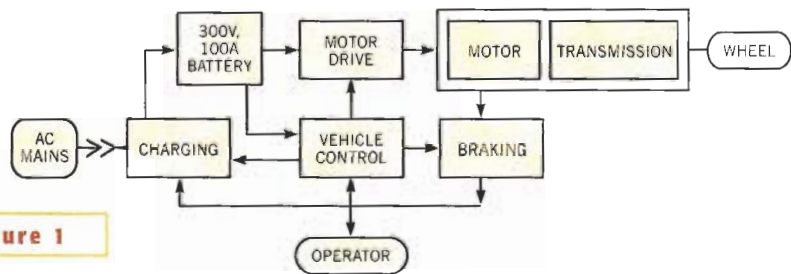 300V,
100A
BATTERY
MOTOR
DRIVE
MOTOR
TRANSMISSION
WHEEL
AC
MAINS
CHARGING
VEHICLE
CONTROL
BRAKING
ure 1
OPERATOR